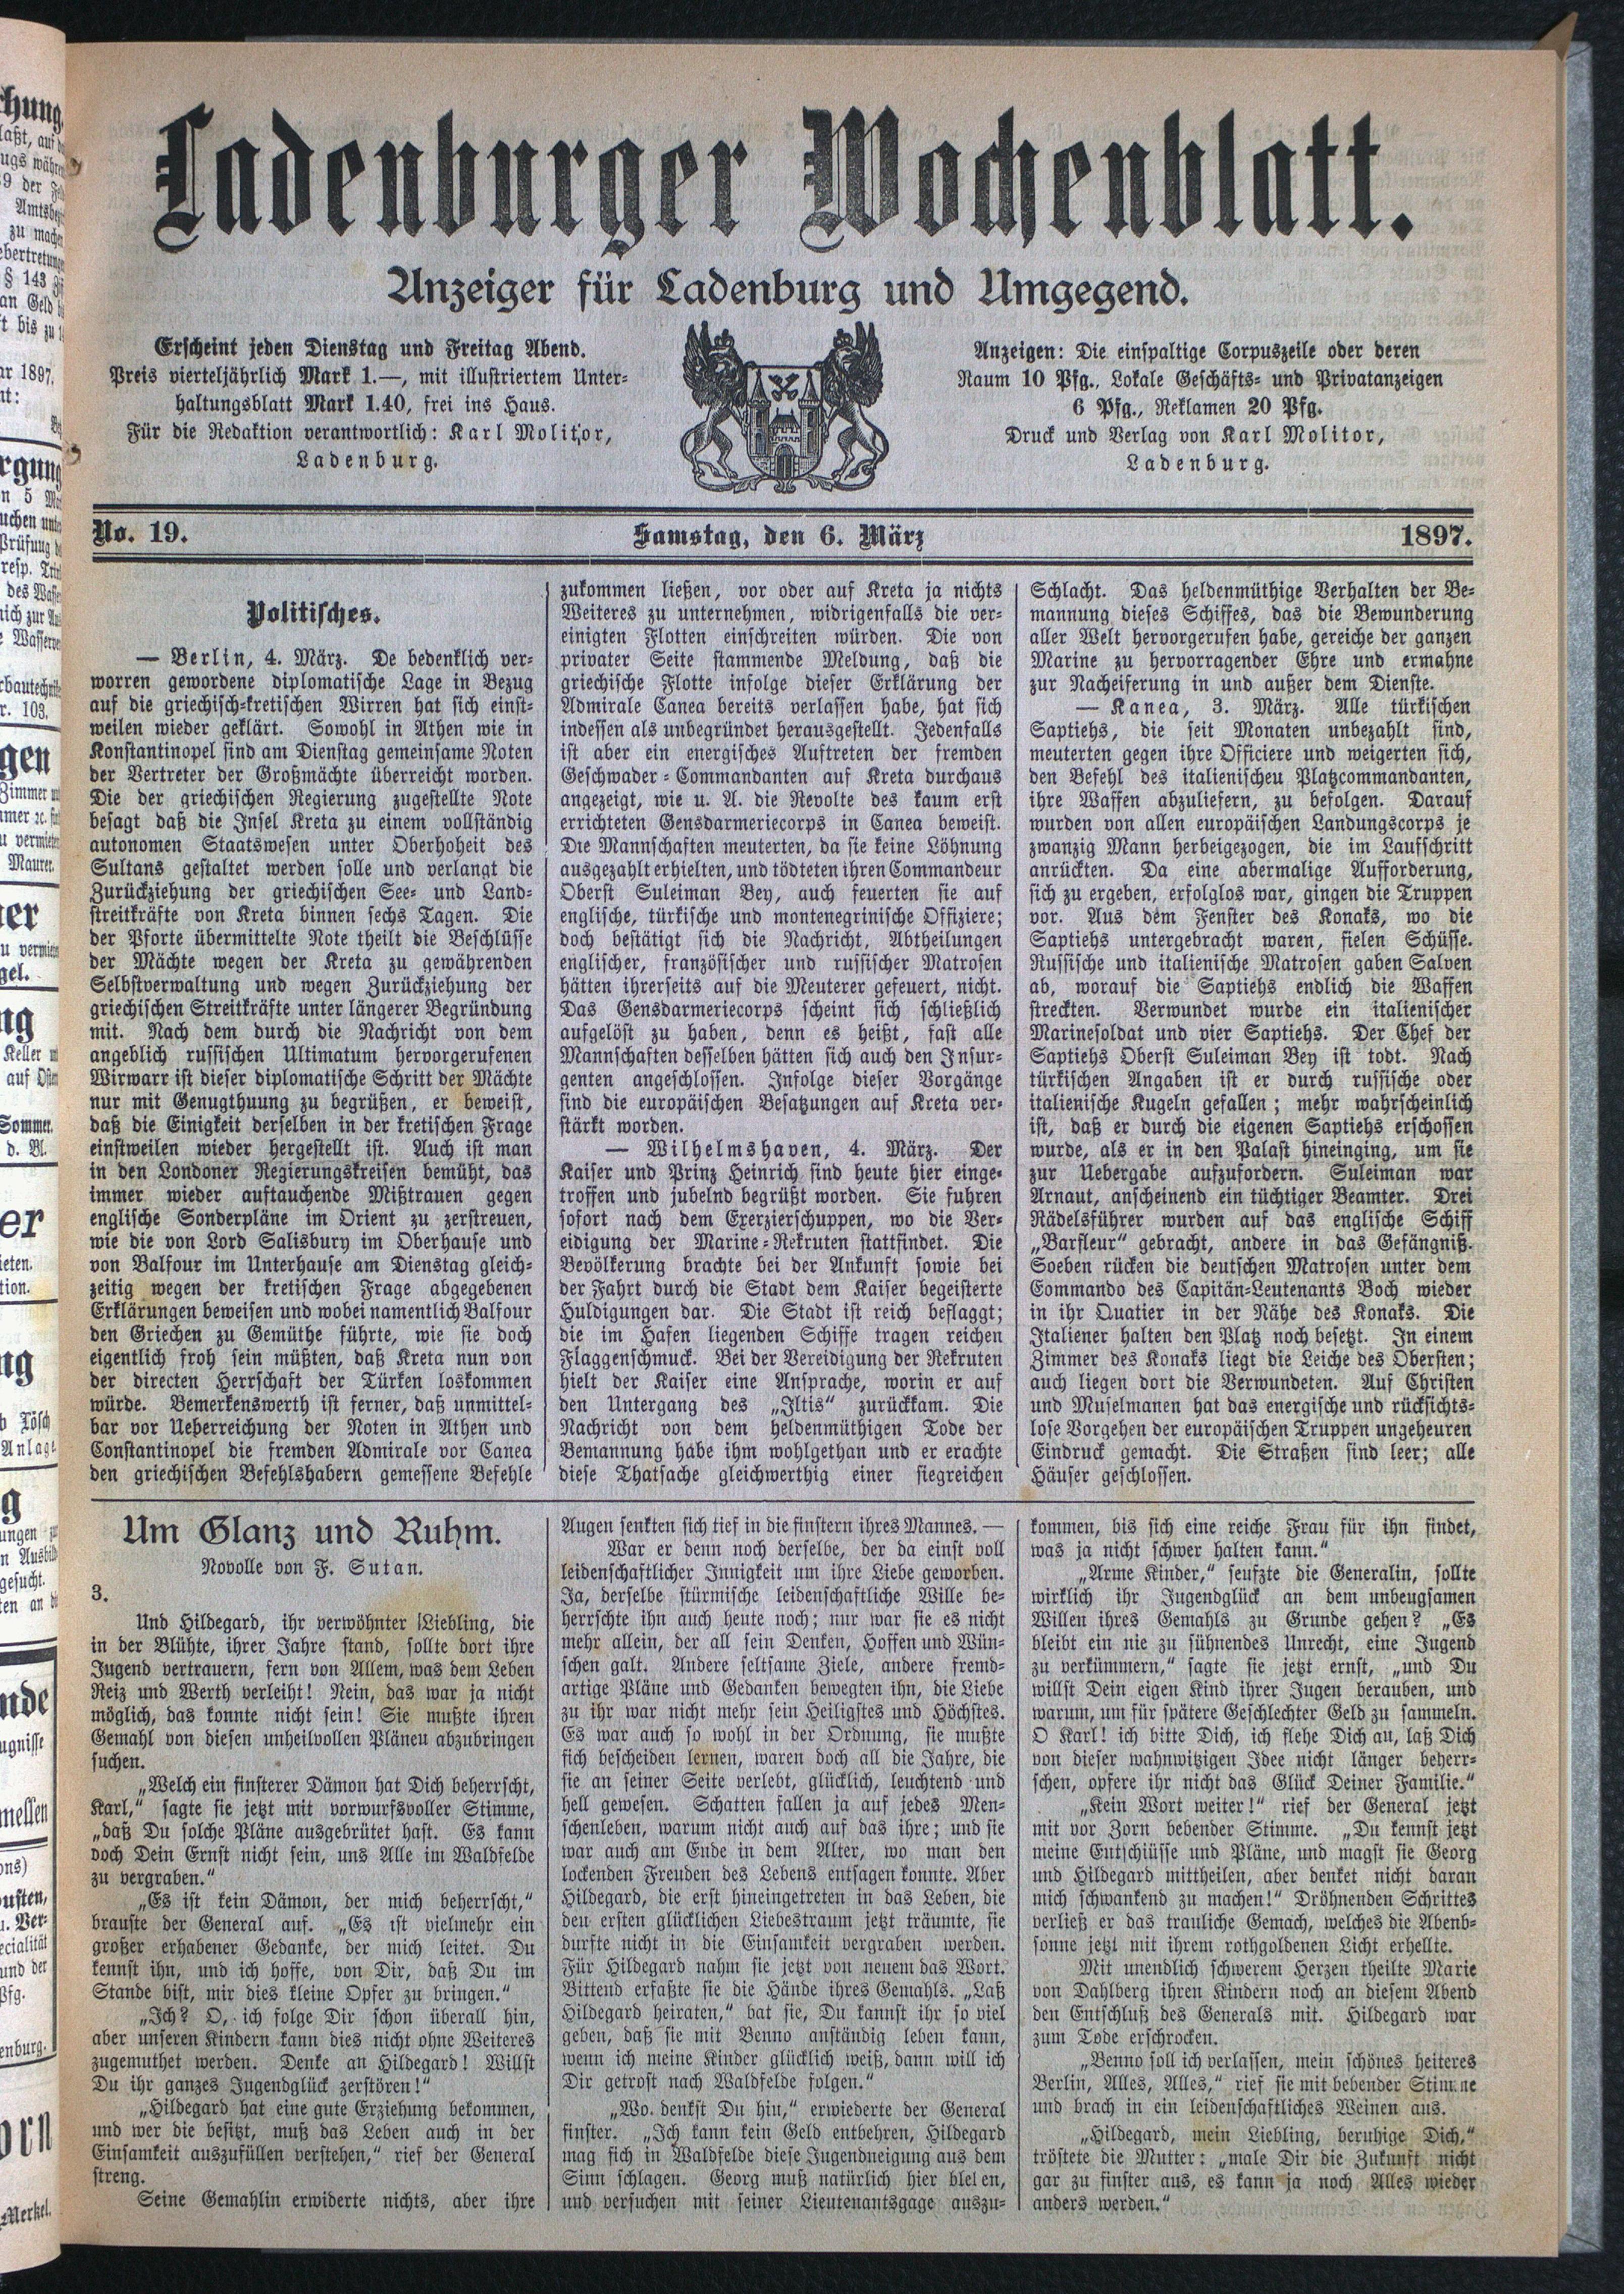 Ladenburger Wochenblatt.
Anzeiger für Ladenburg und Umgegend.
Erscheint jeden Dienstag und Freitag Abend.
Preis vierteljährlich Mark 1.—, mit illustriertem Unter-
haltungsblatt Mark 1.40, frei ins Haus.
Für die Redaktion verantwortlich: Karl Molitor,
Ladenburg.
Anzeigen: Die einspaltige Corpuszeile oder deren
Raum 10 Pfg., Lokale Geschäfts- und Privatanzeigen
6 Pfg., Reklamen 20 Pfg.
Druck und Verlag von Karl Molitor,
Ladenburg.
No. 19.
Samstag, den 6. März
1897.
Politisches.
— Berlin, 4. März. De bedenklich ver-
worren gewordene diplomatische Lage in Bezug
auf die griechisch-kretischen Wirren hat sich einst-
weilen wieder geklärt. Sowohl in Athen wie in
Konstantinopel sind am Dienstag gemeinsame Noten
der Vertreter der Großmächte überreicht worden.
Die der griechischen Regierung zugestellte Note
besagt daß die Insel Kreta zu einem vollständig
autonomen Staatswesen unter Oberhoheit des
Sultans gestaltet werden solle und verlangt die
Zurückziehung der griechischen See- und Land-
streitkräfte von Kreta binnen sechs Tagen. Die
der Pforte übermittelte Note theilt die Beschlüsse
der Mächte wegen der Kreta zu gewährenden
Selbstverwaltung und wegen Zurückziehung der
griechischen Streitkräfte unter längerer Begründung
mit. Nach dem durch die Nachricht von dem
angeblich russischen Ultimatum hervorgerufenen
Wirwarr ist dieser diplomatische Schritt der Mächte
nur mit Genugthuung zu begrüßen, er beweist,
daß die Einigkeit derselben in der kretischen Frage
einstweilen wieder hergestellt ist. Auch ist man
in den Londoner Regierungskreisen bemüht, das
immer wieder auftauchende Mißtrauen gegen
englische Sonderpläne im Orient zu zerstreuen,
wie die von Lord Salisbury im Oberhause und
von Balfour im Unterhause am Dienstag gleich-
zeitig wegen der kretischen Frage abgegebenen
Erklärungen beweisen und wobei namentlich Balfour
den Griechen zu Gemüthe führte, wie sie doch
eigentlich froh sein müßten, daß Kreta nun von
der directen Herrschaft der Türken loskommen
würde. Bemerkenswerth ist ferner, daß unmittel-
bar vor Ueberreichung der Noten in Athen und
Constantinopel die fremden Admirale vor Canea
den griechischen Befehlshabern gemessene Befehle
zukommen ließen, vor oder auf Kreta ja nichts
Weiteres zu unternehmen, widrigenfalls die ver-
einigten Flotten einschreiten würden. Die von
privater Seite stammende Meldung, daß die
griechische Flotte infolge dieser Erklärung der
Admirale Canea bereits verlassen habe, hat sich
indessen als unbegründet herausgestellt. Jedenfalls
ist aber ein energisches Auftreten der fremden
Geschwader-Commandanten auf Kreta durchaus
angezeigt, wie u. A. die Revolte des kaum erst
errichteten Gensdarmeriecorps in Canea beweist.
Die Mannschaften meuterten, da sie keine Löhnung
ausgezahlt erhielten, und tödteten ihren Commandeur
Oberst Suleiman Bey, auch feuerten sie auf
englische, türkische und montenegrinische Offiziere;
doch bestätigt sich die Nachricht, Abtheilungen
englischer, französischer und russischer Matrosen
hätten ihrerseits auf die Meuterer gefeuert, nicht.
Das Gensdarmeriecorps scheint sich schließlich
aufgelöst zu haben, denn es heißt, fast alle
Mannschaften desselben hätten sich auch den Insur-
genten angeschlossen. Infolge dieser Vorgänge
sind die europäischen Besatzungen auf Kreta ver-
stärkt worden.
— Wilhelmshaven, 4. März. Der
Kaiser und Prinz Heinrich sind heute hier einge-
troffen und jubelnd begrüßt worden. Sie fuhren
sofort nach dem Exerzierschuppen, wo die Ver-
eidigung der Marine-Rekruten stattfindet. Die
Bevölkerung brachte bei der Ankunft sowie bei
der Fahrt durch die Stadt dem Kaiser begeisterte
Huldigungen dar. Die Stadt ist reich beflaggt;
die im Hafen liegenden Schiffe tragen reichen
Flaggenschmuck. Bei der Vereidigung der Rekruten
hielt der Kaiser eine Ansprache, worin er auf
den Untergang des „Iltis“ zurückkam. Die
Nachricht von dem heldenmüthigen Tode der
Bemannung habe ihm wohlgethan und er erachte
diese Thatsache gleichwerthig einer siegreichen
Schlacht. Das heldenmüthige Verhalten der Be-
mannung dieses Schiffes, das die Bewunderung
aller Welt hervorgerufen habe, gereiche der ganzen
Marine zu hervorragender Ehre und ermahne
zur Nacheiferung in und außer dem Dienste.
— Kanea, 3. März. Alle türkischen
Saptiehs, die seit Monaten unbezahlt sind,
meuterten gegen ihre Officiere und weigerten sich,
den Befehl des italienischeu Platzcommandanten,
ihre Waffen abzuliefern, zu befolgen. Darauf
wurden von allen europäischen Landungscorps je
zwanzig Mann herbeigezogen, die im Laufschritt
anrückten. Da eine abermalige Aufforderung,
sich zu ergeben, erfolglos war, gingen die Truppen
vor. Aus dem Fenster des Konaks, wo die
Saptiehs untergebracht waren, fielen Schüsse.
Russische und italienische Matrosen gaben Salven
ab, worauf die Saptiehs endlich die Waffen
streckten. Verwundet wurde ein italienischer
Marinesoldat und vier Saptiehs. Der Chef der
Saptiehs Oberst Suleiman Bey ist todt. Nach
türkischen Angaben ist er durch russische oder
italienische Kugeln gefallen; mehr wahrscheinlich
ist, daß er durch die eigenen Saptiehs erschossen
wurde, als er in den Palast hineinging, um sie
zur Uebergabe aufzufordern. Suleiman war
Arnaut, anscheinend ein tüchtiger Beamter. Drei
Rädelsführer wurden auf das englische Schiff
„Barfleur“ gebracht, andere in das Gefängniß.
Soeben rücken die deutschen Matrosen unter dem
Commando des Capitän-Leutenants Boch wieder
in ihr Quatier in der Nähe des Konaks. Die
Italiener halten den Platz noch besetzt. In einem
Zimmer des Konaks liegt die Leiche des Obersten;
auch liegen dort die Verwundeten. Auf Christen
und Muselmanen hat das energische und rücksichts-
lose Vorgehen der europäischen Truppen ungeheuren
Eindruck gemacht. Die Straßen sind leer; alle
Häuser geschlossen.
Um Glanz und Ruhm.
Novolle von F. Sutan.
3.
Und Hildegard, ihr verwöhnter Liebling, die
in der Blühte, ihrer Jahre stand, sollte dort ihre
Jugend vertrauern, fern von Allem, was dem Leben
Reiz und Werth verleiht! Nein, das war ja nicht
möglich, das konnte nicht sein! Sie mußte ihren
Gemahl von diesen unheilvollen Pläneu abzubringen
suchen.
„Welch ein finsterer Dämon hat Dich beherrscht,
Karl,“ sagte sie jetzt mit vorwurfsvoller Stimme,
„daß Du solche Pläne ausgebrütet hast. Es kann
doch Dein Ernst nicht sein, uns Alle im Waldfelde
zu vergraben.“
„Es ist kein Dämon, der mich beherrscht,“
brauste der General auf. „Es ist vielmehr ein
großer erhabener Gedanke, der mich leitet. Du
kennst ihn, und ich hoffe, von Dir, daß Du im
Stande bist, mir dies kleine Opfer zu bringen.“
„Ich? O, ich folge Dir schon überall hin,
aber unseren Kindern kann dies nicht ohne Weiteres
zugemuthet werden. Denke an Hildegard! Willst
Du ihr ganzes Jugendglück zerstören!“
„Hildegard hat eine gute Erziehung bekommen,
und wer die besitzt, muß das Leben auch in der
Einsamkeit auszufüllen verstehen,“ rief der General
streng.
Seine Gemahlin erwiderte nichts, aber ihre
Augen senkten sich tief in die finstern ihres Mannes. —
War er denn noch derselbe, der da einst voll
leidenschaftlicher Innigkeit um ihre Liebe geworben.
Ja, derselbe stürmische leidenschaftliche Wille be-
herrschte ihn auch heute noch; nur war sie es nicht
mehr allein, der all sein Denken, Hoffen und Wün-
schen galt. Andere seltsame Ziele, andere fremd-
artige Pläne und Gedanken bewegten ihn, die Liebe
zu ihr war nicht mehr sein Heiligstes und Höchstes.
Es war auch so wohl in der Ordnung, sie mußte
sich bescheiden lernen, waren doch all die Jahre, die
sie an seiner Seite verlebt, glücklich, leuchtend und
hell gewesen. Schatten fallen ja auf jedes Men-
schenleben, warum nicht auch auf das ihre; und sie
war auch am Ende in dem Alter, wo man den
lockenden Freuden des Lebens entsagen konnte. Aber
Hildegard, die erst hineingetreten in das Leben, die
deu ersten glücklichen Liebestraum jetzt träumte, sie
durfte nicht in die Einsamkeit vergraben werden.
Für Hildegard nahm sie jetzt von neuem das Wort.
Bittend erfaßte sie die Hände ihres Gemahls. „Laß
Hildegard heiraten,“ bat sie, Du kannst ihr so viel
geben, daß sie mit Benno anständig leben kann,
wenn ich meine Kinder glücklich weiß, dann will ich
Dir getrost nach Waldfelde folgen.“
„Wo. denkst Du hin,“ erwiederte der General
finster. „Ich kann kein Geld entbehren, Hildegard
mag sich in Waldfelde diese Jugendneigung aus dem
Sinn schlagen. Georg muß natürlich hier blei en,
und versuchen mit seiner Lieutenantsgage auszu-
kommen, bis sich eine reiche Frau für ihn findet,
was ja nicht schwer halten kann.“
„Arme Kinder,“ seufzte die Generalin, sollte
wirklich ihr Jugendglück an dem unbeugsamen
Willen ihres Gemahls zu Grunde gehen? „Es
bleibt ein nie zu sühnendes Unrecht, eine Jugend
zu verkümmern,“ sagte sie jetzt ernst, „und Du
willst Dein eigen Kind ihrer Jugen berauben, und
warum, um für spätere Geschlechter Geld zu sammeln.
O Karl! ich bitte Dich, ich flehe Dich au, laß Dich
von dieser wahnwitzigen Idee nicht länger beherr-
schen, opfere ihr nicht das Glück Deiner Familie.“
„Kein Wort weiter!“ rief der General jetzt
mit vor Zorn bebender Stimme. „Du kennst jetzt
meine Entschüsse und Pläne, und magst sie Georg
und Hildegard mittheilen, aber denket nicht daran
mich schwankend zu machen!“ Dröhnenden Schrittes
verließ er das trauliche Gemach, welches die Abend-
sonne jetzt mit ihrem rothgoldenen Licht erhellte.
Mit unendlich schwerem Herzen theilte Marie
von Dahlberg ihren Kindern noch an diesem Abend
den Entschluß des Generals mit. Hildegard war
zum Tode erschrocken.
„Benno soll ich verlassen, mein schönes heiteres
Berlin, Alles, Alles,“ rief sie mit bebender Stimme
und brach in ein leidenschaftliches Weinen aus.
„Hildegard, mein Liebling, beruhige Dich,“
tröstete die Mutter: „male Dir die Zukunft nicht
gar zu finster aus, es kann ja noch Alles wieder
anders werden.“